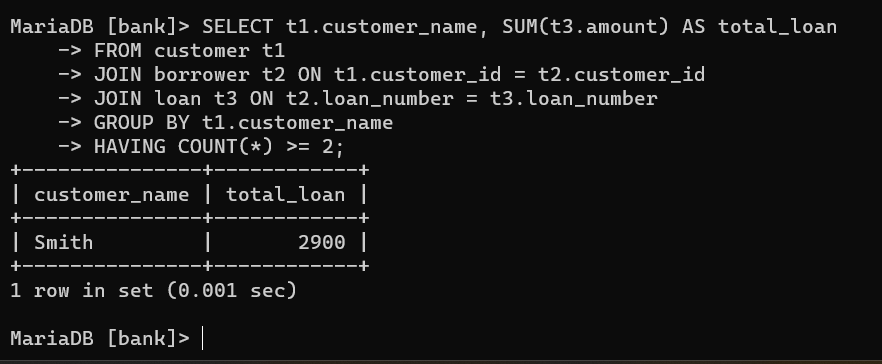 MariaDB [bank]> SELECT t1.customer_name, SUM(t3.amount) AS total_loan
    -> FROM customer t1
    -> JOIN borrower t2 ON t1.customer_id = t2.customer_id
    -> JOIN loan t3 ON t2.loan_number = t3.loan_number
    -> GROUP BY t1.customer_name
    -> HAVING COUNT(*) >= 2;
+---------------+------------+
| customer_name | total_loan |
+---------------+------------+
| Smith         |       2900 |
+---------------+------------+
1 row in set (0.001 sec)

MariaDB [bank]>